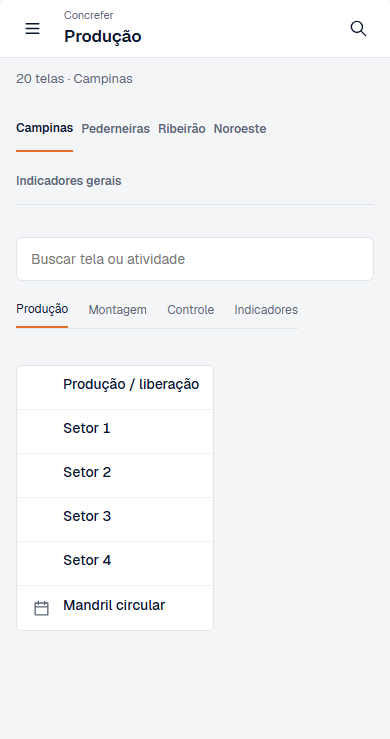 Concrefer
Produção
20 telas · Campinas
Campinas Pederneiras Ribeirão Noroeste
Indicadores gerais
Buscar tela ou atividade
Produção Montagem Controle Indicadores
Produção / liberação
Setor 1
Setor 2
Setor 3
Setor 4
Mandril circular